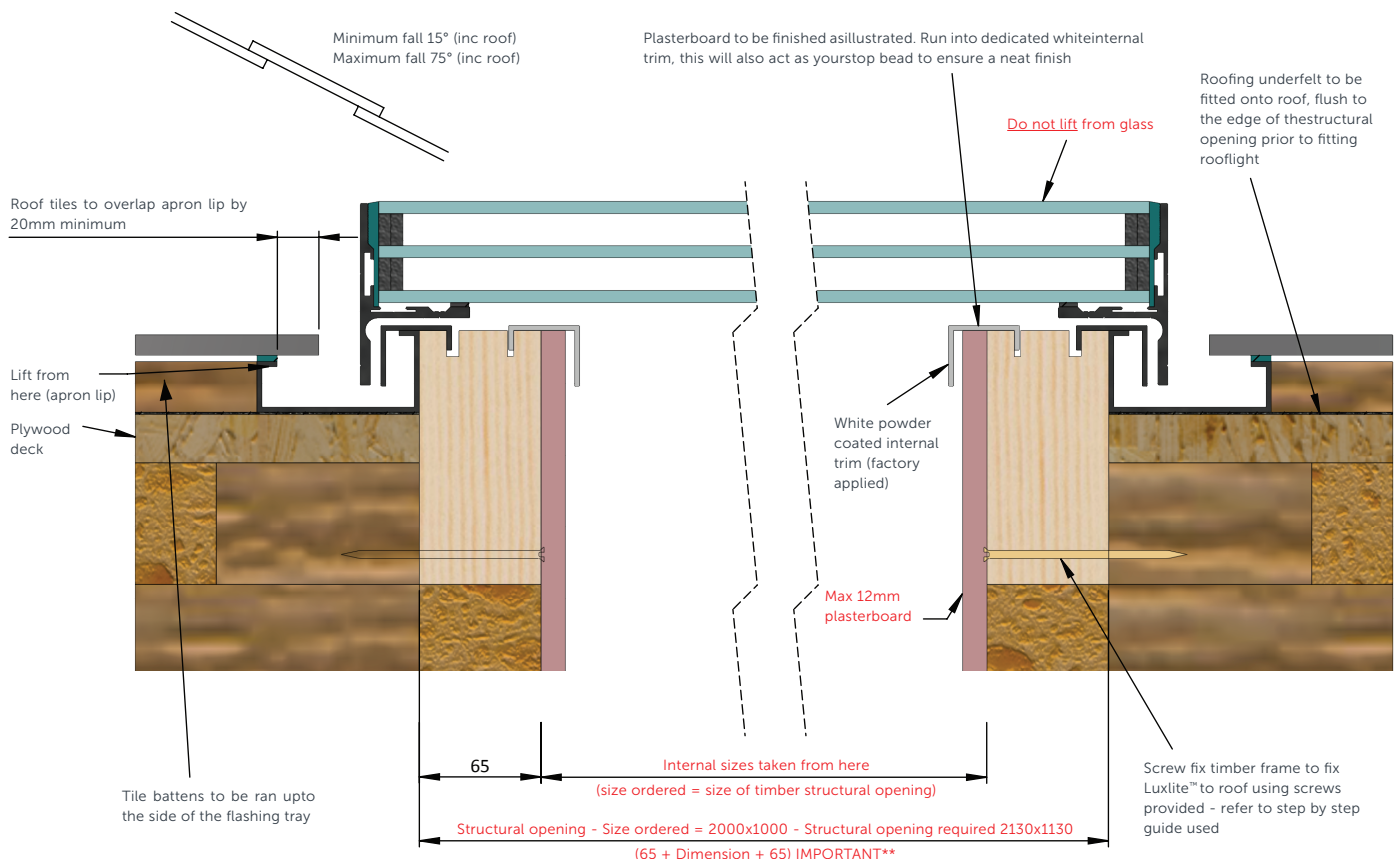 Minimum fall 15° (inc roof)
Maximum fall 75° (inc roof)
Plasterboard to be finished asillustrated. Run into dedicated whiteinternal
trim, this will also act as yourstop bead to ensure a neat finish
Roofing underfelt to be
fitted onto roof, flush to
the edge of thestructural
opening prior to fitting
rooflight
Do not lift from glass
Roof tiles to overlap apron lip by
20mm minimum
Lift from
here (apron lip)
Plywood
deck
White powder
coated internal
trim (factory
applied)
Max 12mm
plasterboard
65
Internal sizes taken from here
(size ordered = size of timber structural opening)
Tile battens to be ran upto
the side of the flashing tray
Screw fix timber frame to fix
Luxlite™ to roof using screws
provided - refer to step by step
guide used
Structural opening - Size ordered = 2000x1000 - Structural opening required 2130x1130
(65 + Dimension + 65) IMPORTANT**